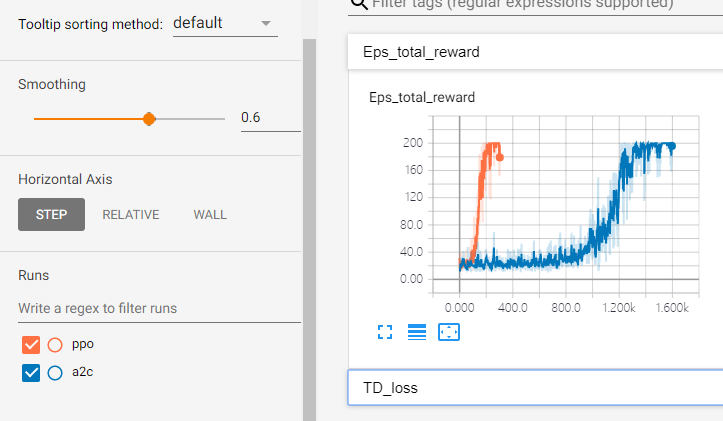 Tooltip sorting method: default
Smoothing
0.6
Horizontal Axis
STEP RELATIVE WALL
Runs
Write a regex to filter runs
ppo
a2c
Filter tags (regular expressions supported)
Eps_total_reward
Eps_total_reward
200
160
120
80.0
40.0
0.00
0.000 400.0 800.0 1.200k 1.600k
TD_loss